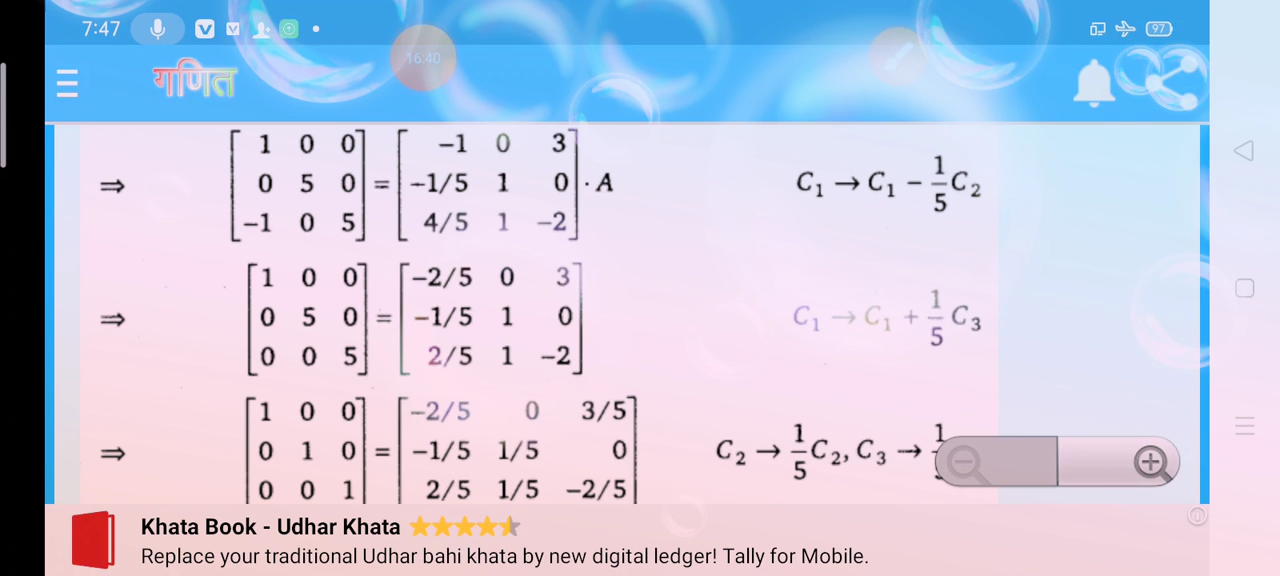 7:47
97
16:40
गणित
⇒ [1 0 0; 0 5 0; −1 0 5] = [−1 0 3; −1/5 1 0; 4/5 1 −2] · A C₁ → C₁ − 1/5 C₂
⇒ [1 0 0; 0 5 0; 0 0 5] = [−2/5 0 3; −1/5 1 0; 2/5 1 −2] C₁ → C₁ + 1/5 C₃
⇒ [1 0 0; 0 1 0; 0 0 1] = [−2/5 0 3/5; −1/5 1/5 0; 2/5 1/5 −2/5] C₂ → 1/5 C₂, C₃ →
Khata Book - Udhar Khata
Replace your traditional Udhar bahi khata by new digital ledger! Tally for Mobile.